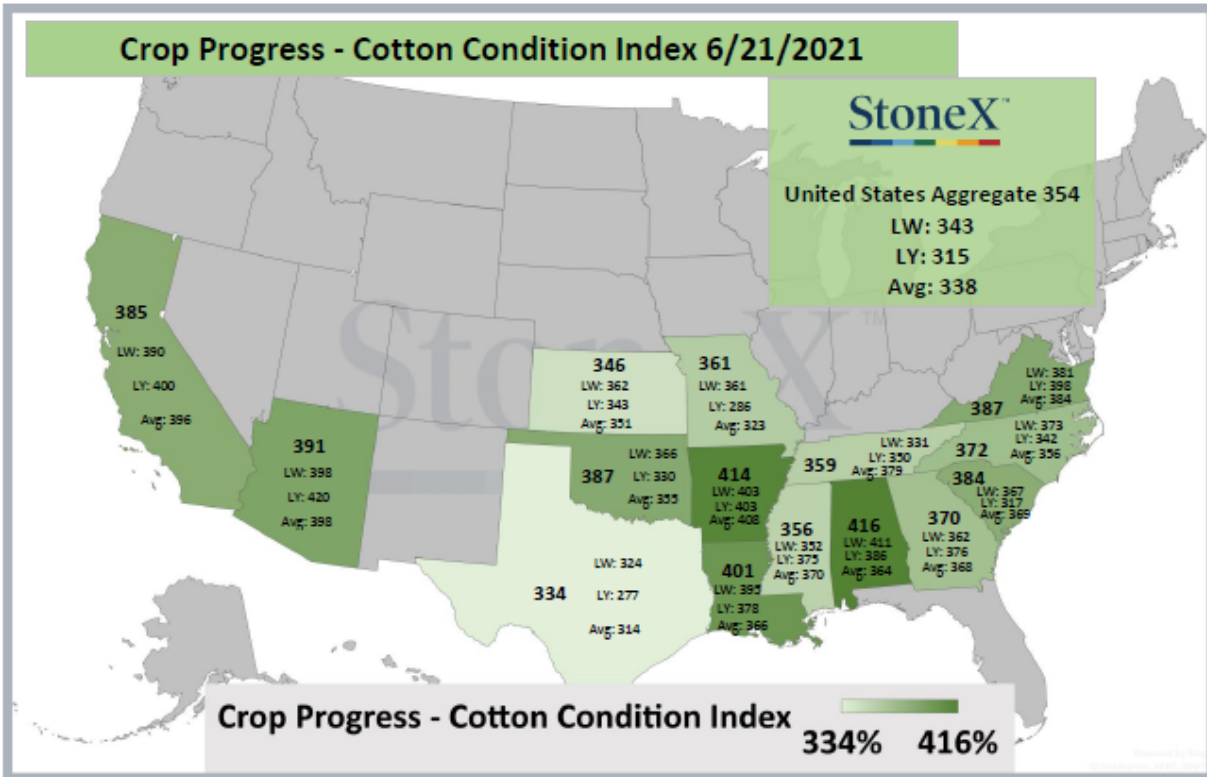 Crop Progress - Cotton Condition Index 6/21/2021
StoneX™
United States Aggregate 354
LW: 343
LY: 315
Avg: 338
StoneX™
385
LW: 390
LY: 400
Avg: 396
391
LW: 398
LY: 420
Avg: 398
346
LW: 362
LY: 343
Avg: 351
361
LW: 361
LY: 286
Avg: 323
387
LW: 366
LY: 330
Avg: 355
414
LW: 403
LY: 403
Avg: 408
334
LW: 324
LY: 277
Avg: 314
401
LW: 395
LY: 378
Avg: 366
356
LW: 352
LY: 375
Avg: 370
416
LW: 411
LY: 386
Avg: 364
359
LW: 331
LY: 350
Avg: 379
370
LW: 362
LY: 376
Avg: 368
384
LW: 367
LY: 317
Avg: 369
372
LW: 373
LY: 342
Avg: 356
387
LW: 381
LY: 398
Avg: 384
Crop Progress - Cotton Condition Index
334% 416%